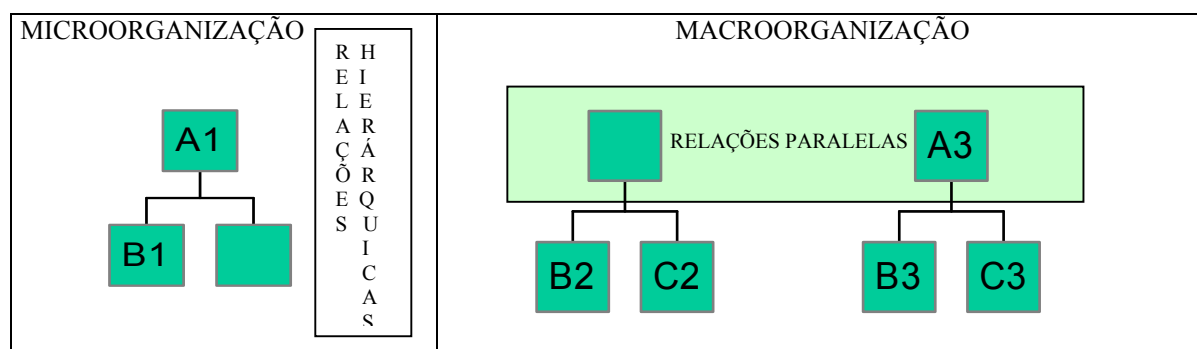 MICROORGANIZAÇÃO
RELAÇÕES
HIERÁRQUICAS
A1
B1
MACROORGANIZAÇÃO
RELAÇÕES PARALELAS
A3
B2
C2
B3
C3